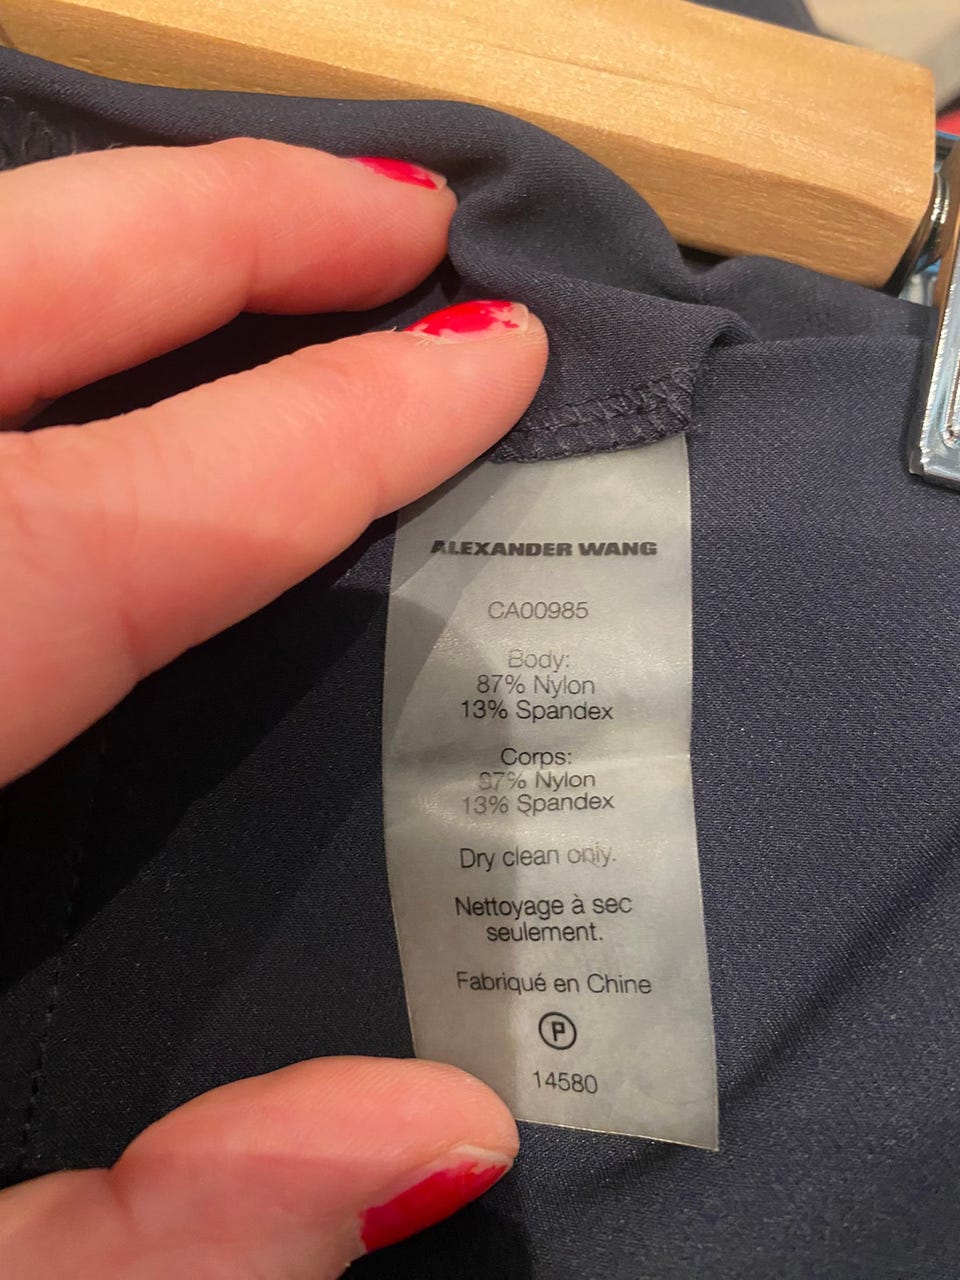 ALEXANDER WANG
CA00985
Body:
87% Nylon
13% Spandex
Corps:
87% Nylon
13% Spandex
Dry clean only.
Nettoyage à sec
seulement.
Fabriqué en Chine
P
14580